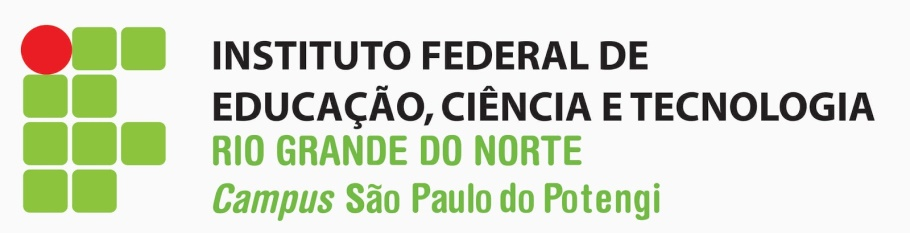 INSTITUTO FEDERAL DE
EDUCAÇÃO, CIÊNCIA E TECNOLOGIA
RIO GRANDE DO NORTE
Campus São Paulo do Potengi